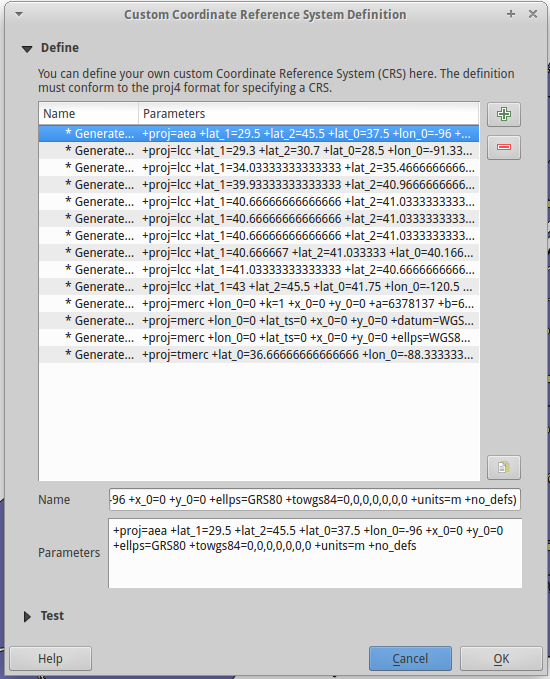 Custom Coordinate Reference System Definition
Define
You can define your own custom Coordinate Reference System (CRS) here. The definition
must conform to the proj4 format for specifying a CRS.
Name Parameters
* Generate... +proj=aea +lat_1=29.5 +lat_2=45.5 +lat_0=37.5 +lon_0=-96 +...
* Generate... +proj=lcc +lat_1=29.3 +lat_2=30.7 +lat_0=28.5 +lon_0=-91.33...
* Generate... +proj=lcc +lat_1=34.03333333333333 +lat_2=35.4666666666...
* Generate... +proj=lcc +lat_1=39.93333333333333 +lat_2=40.9666666666...
* Generate... +proj=lcc +lat_1=40.66666666666666 +lat_2=41.0333333333...
* Generate... +proj=lcc +lat_1=40.66666666666666 +lat_2=41.0333333333...
* Generate... +proj=lcc +lat_1=40.66666666666666 +lat_2=41.0333333333...
* Generate... +proj=lcc +lat_1=40.666667 +lat_2=41.033333 +lat_0=40.166...
* Generate... +proj=lcc +lat_1=41.03333333333333 +lat_2=40.6666666666...
* Generate... +proj=lcc +lat_1=43 +lat_2=45.5 +lat_0=41.75 +lon_0=-120.5 ...
* Generate... +proj=merc +lon_0=0 +k=1 +x_0=0 +y_0=0 +a=6378137 +b=6...
* Generate... +proj=merc +lon_0=0 +lat_ts=0 +x_0=0 +y_0=0 +datum=WGS...
* Generate... +proj=merc +lon_0=0 +lat_ts=0 +x_0=0 +y_0=0 +ellps=WGS8...
* Generate... +proj=tmerc +lat_0=36.66666666666666 +lon_0=-88.333333...
Name -96 +x_0=0 +y_0=0 +ellps=GRS80 +towgs84=0,0,0,0,0,0,0 +units=m +no_defs)
Parameters
+proj=aea +lat_1=29.5 +lat_2=45.5 +lat_0=37.5 +lon_0=-96 +x_0=0 +y_0=0
+ellps=GRS80 +towgs84=0,0,0,0,0,0,0 +units=m +no_defs
Test
Help Cancel OK